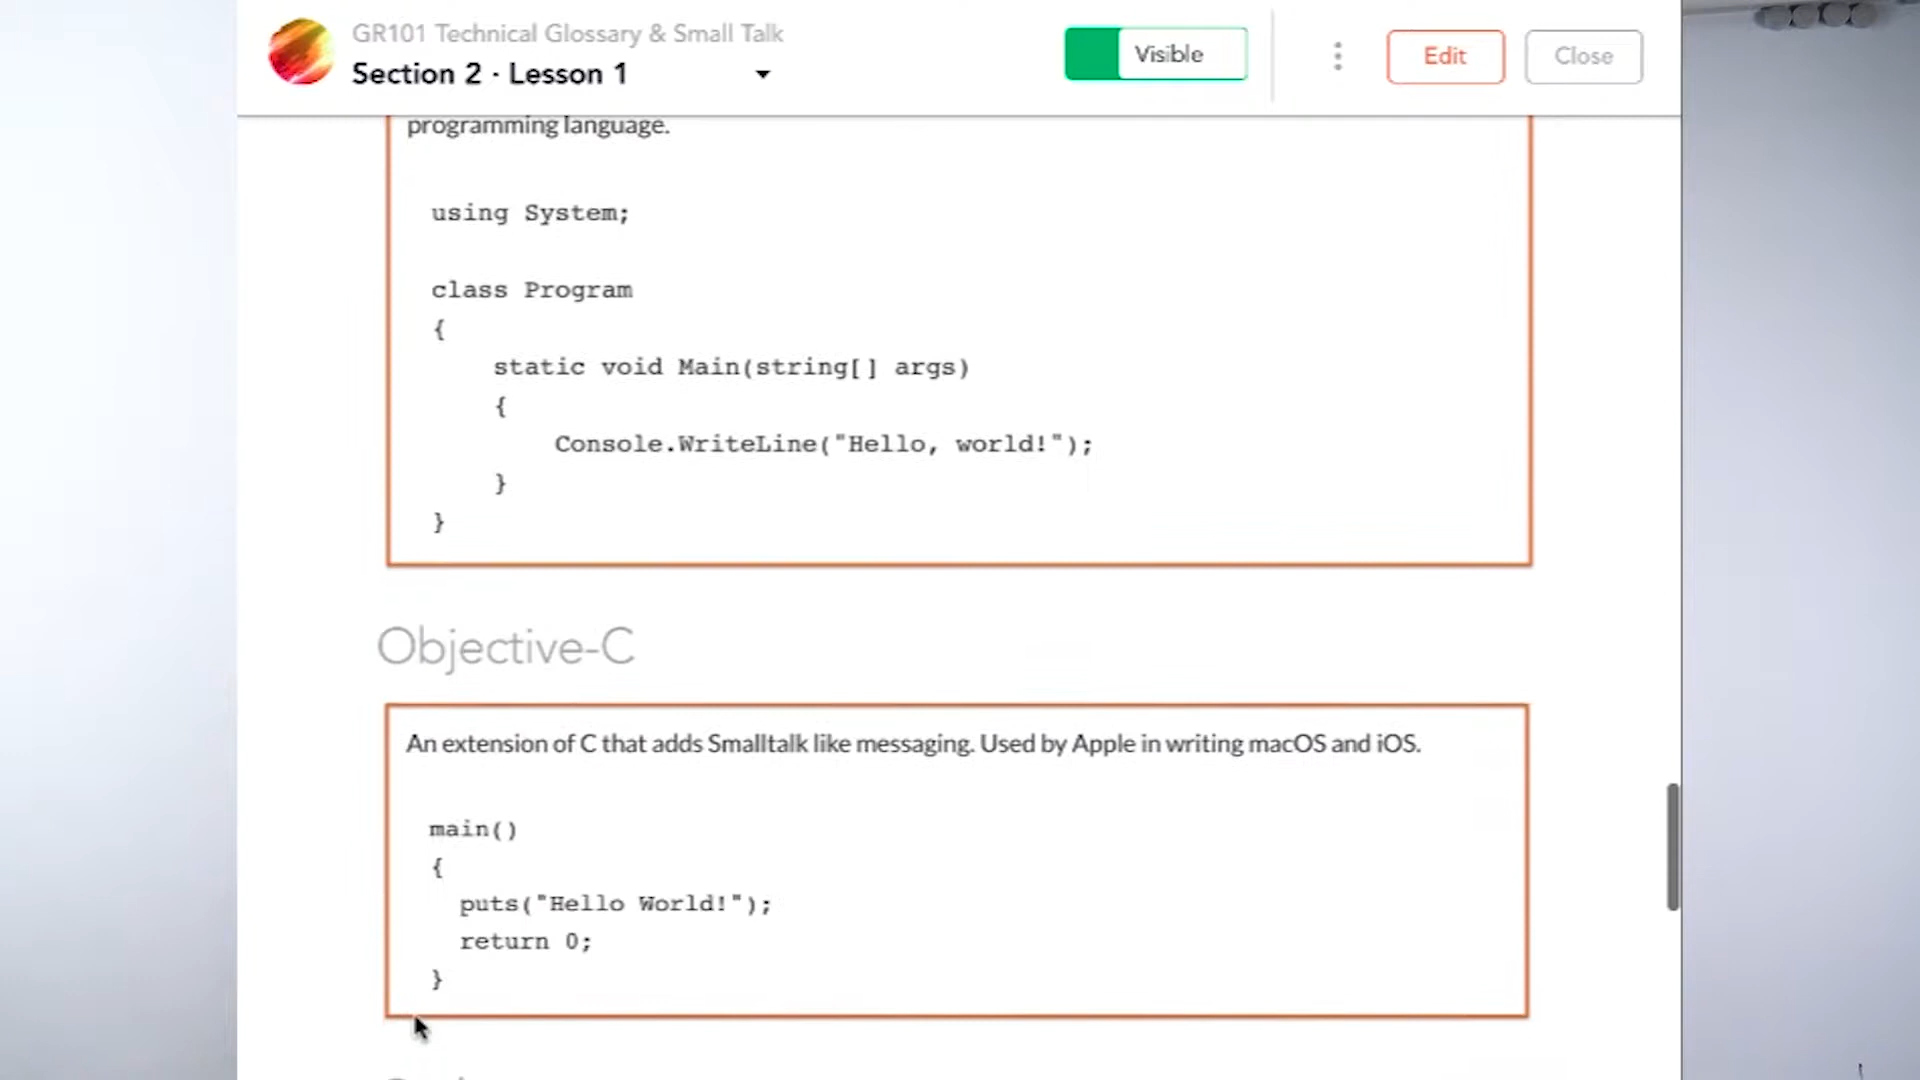 GR101 Technical Glossary & Small Talk
Section 2 · Lesson 1
Visible
Edit
Close
programming language.
using System;
class Program
{
static void Main(string[] args)
{
Console.WriteLine("Hello, world!");
}
}
Objective-C
An extension of C that adds Smalltalk like messaging. Used by Apple in writing macOS and iOS.
main()
{
puts("Hello World!");
return 0;
}